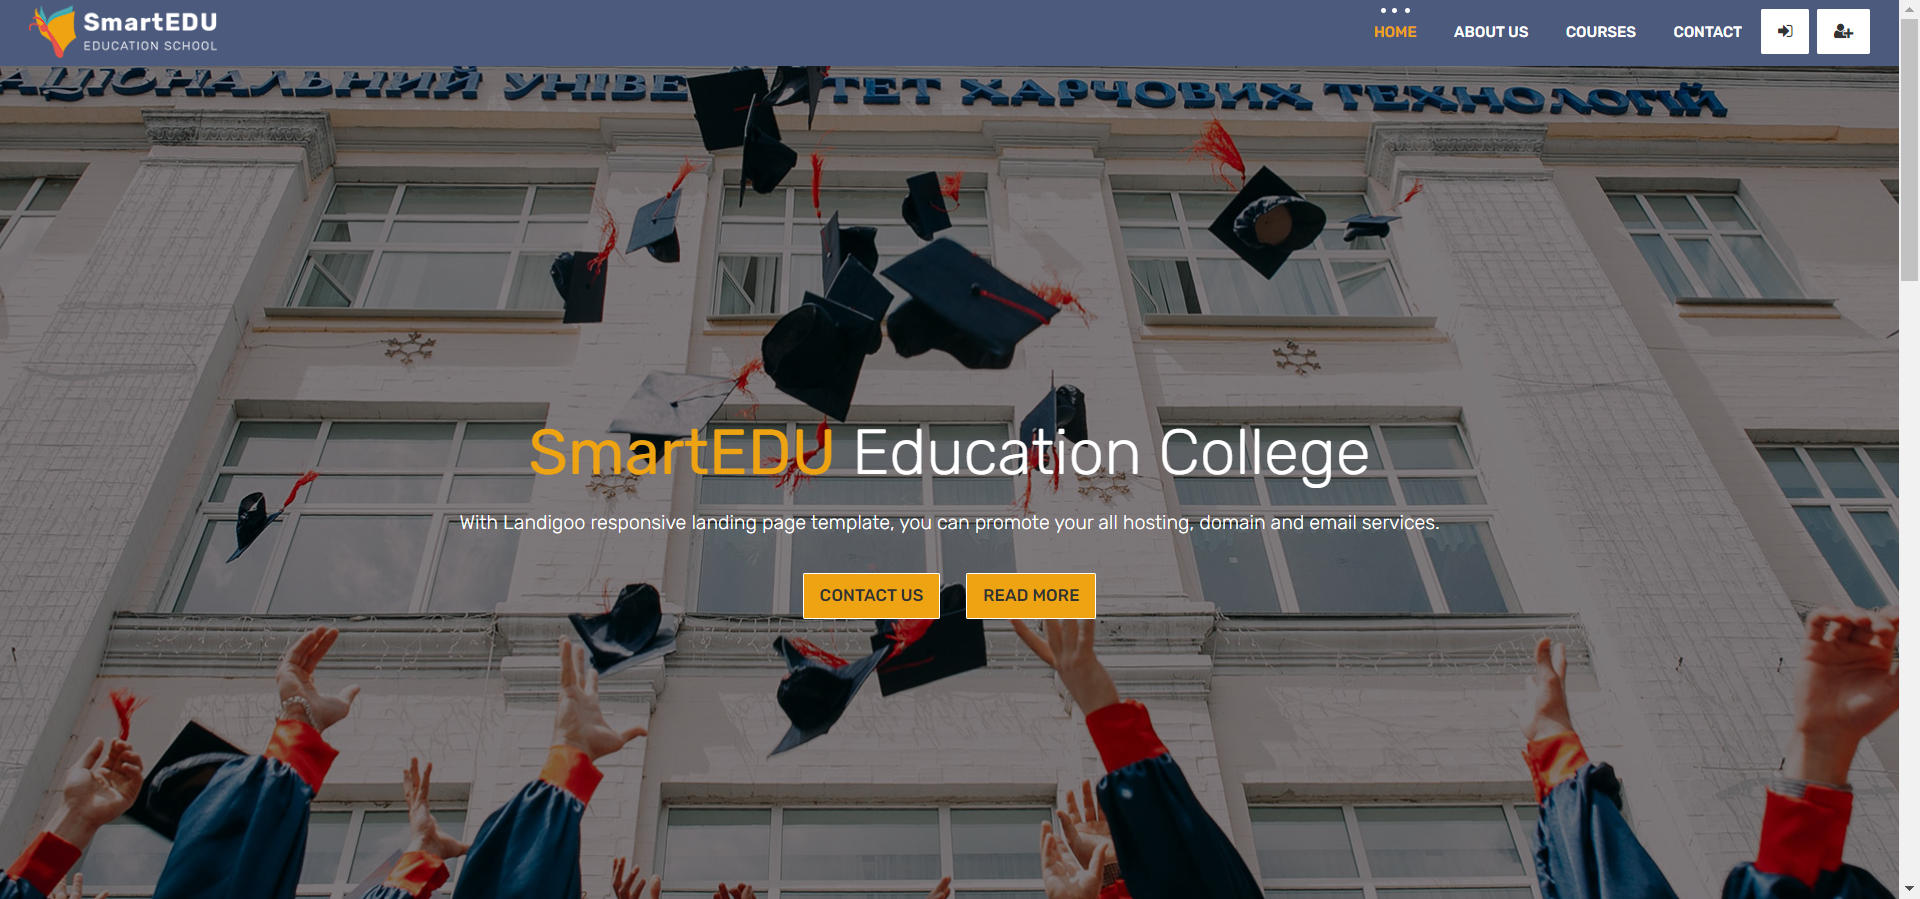 SmartEDU
EDUCATION SCHOOL
HOME
ABOUT US
COURSES
CONTACT
АЦІОНАЛЬНИЙ УНІВЕ ТЕТ ХАРЧОВИХ ТЕХНОЛОГІЙ
SmartEDU Education College
With Landigoo responsive landing page template, you can promote your all hosting, domain and email services.
CONTACT US
READ MORE